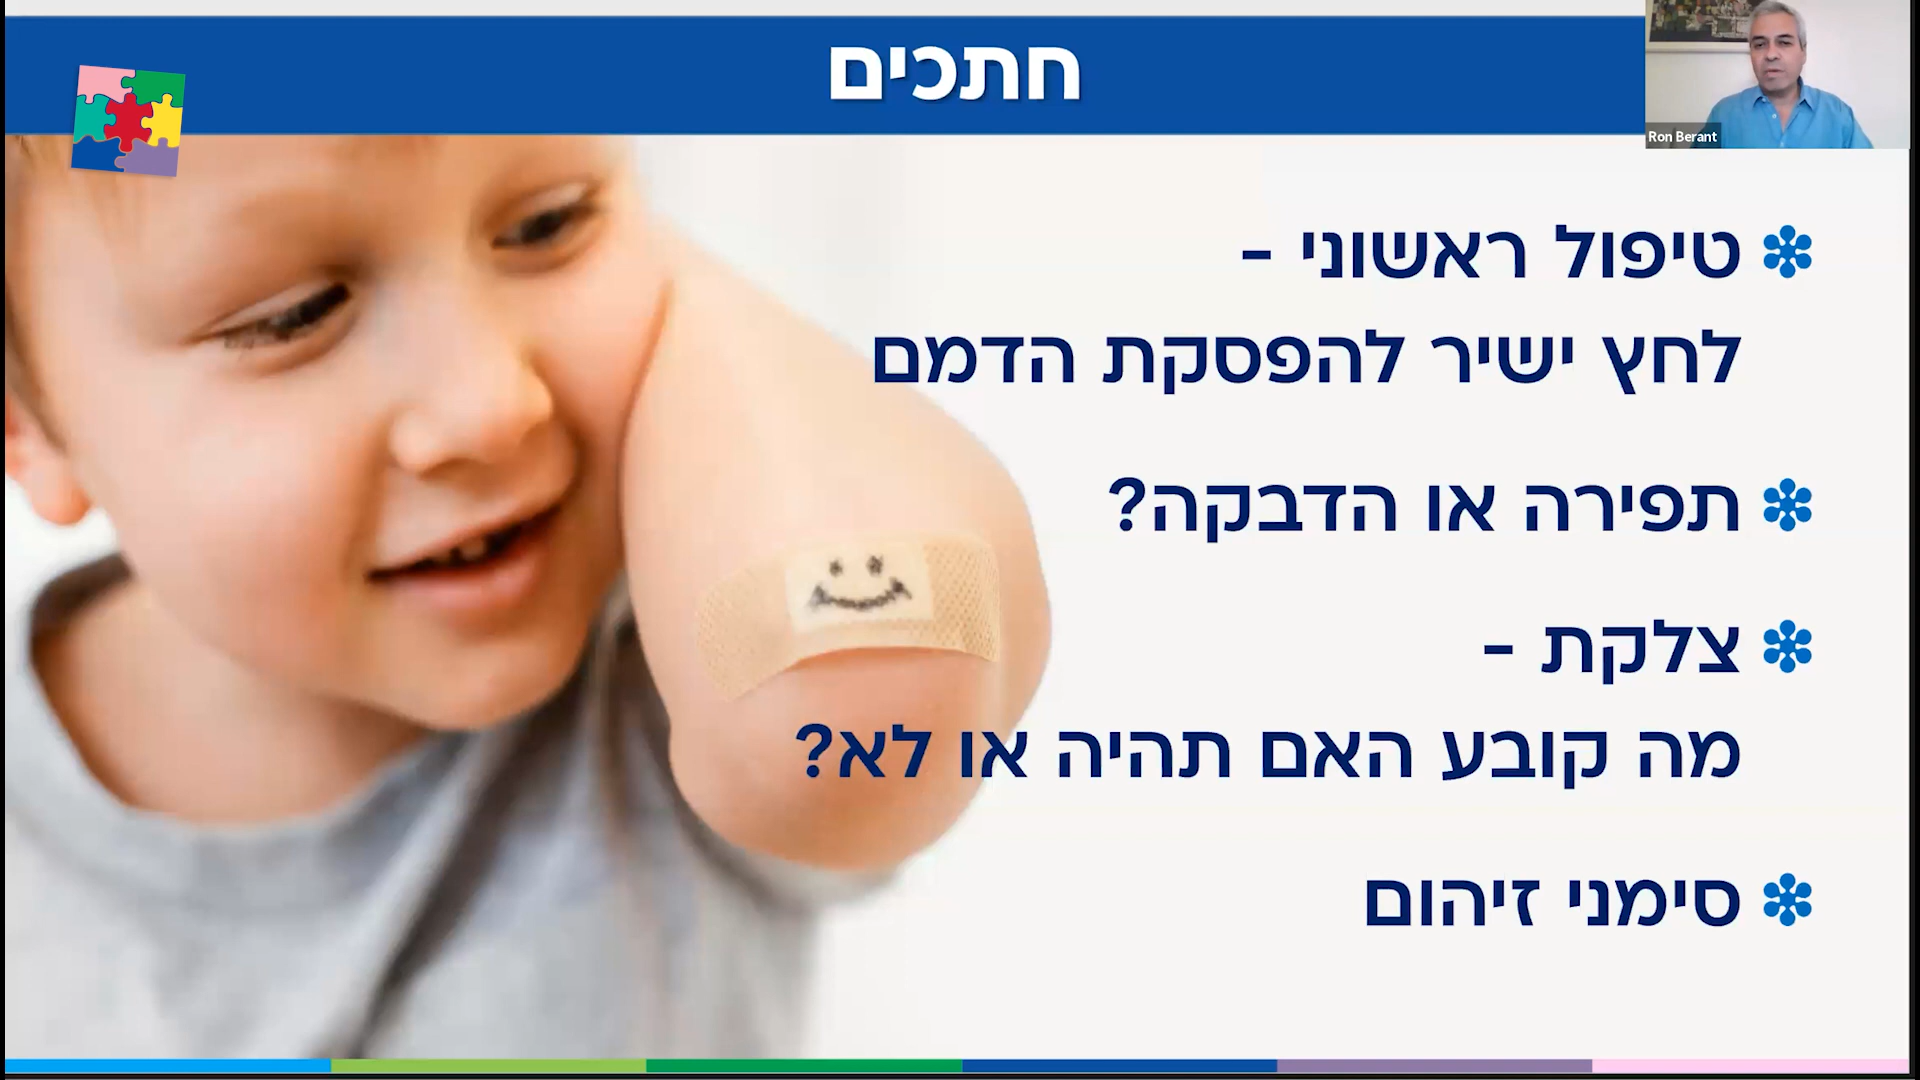 חתכים
Ron Berant
טיפול ראשוני -
לחץ ישיר להפסקת הדמם
תפירה או הדבקה?
צלקת -
מה קובע האם תהיה או לא?
סימני זיהום